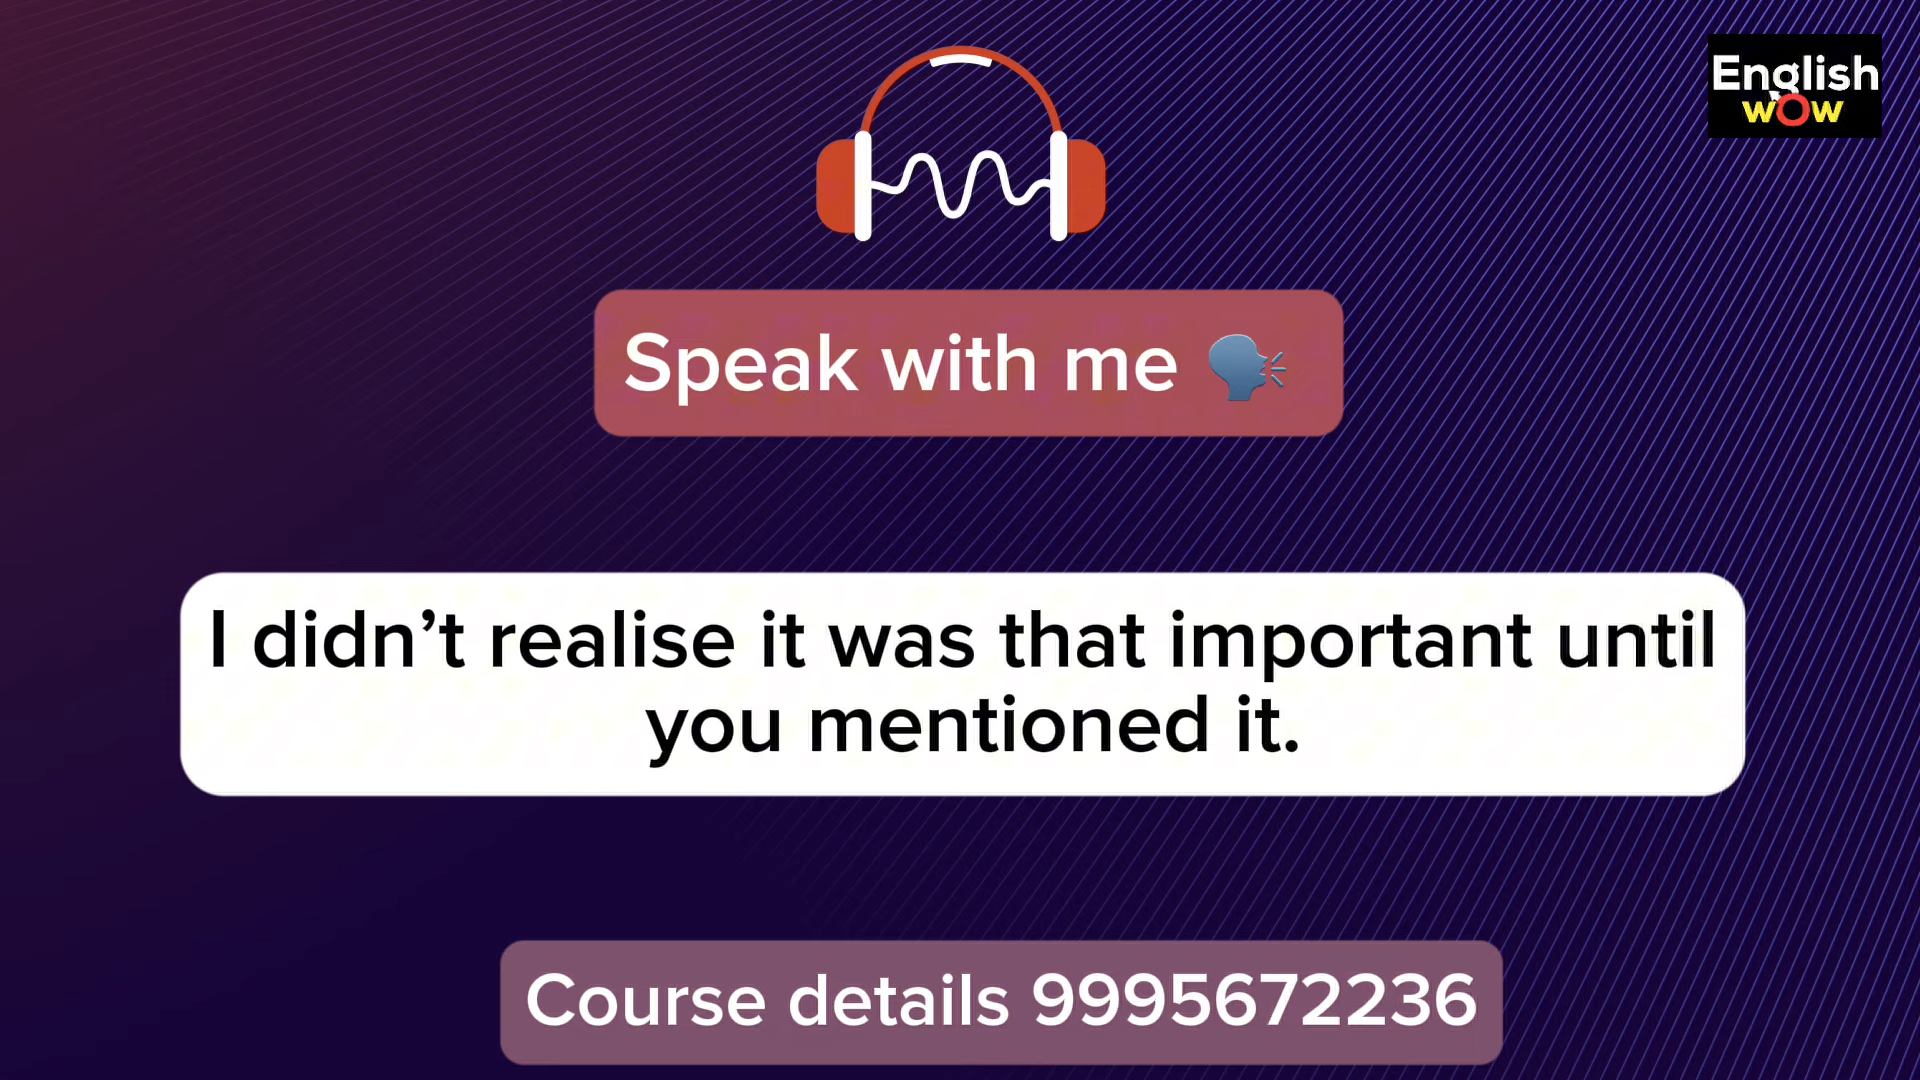 English
wow
Speak with me
I didn’t realise it was that important until
you mentioned it.
Course details 9995672236